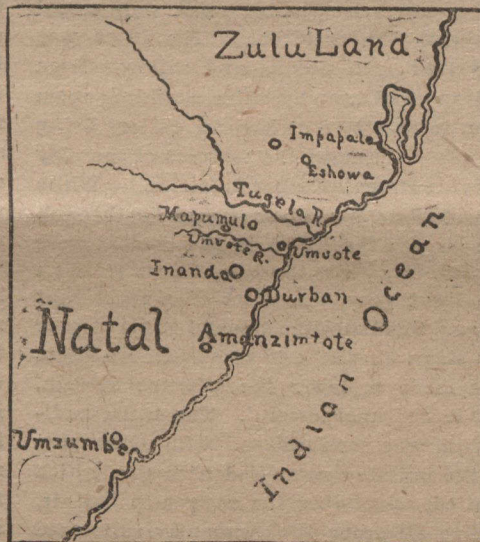 Zulu Land
Impapala
Eshowa
Tugela R.
Mapumulo
Umvote R.
Umvote
Inanda
Durban
Natal
Amanzimtote
Umzumbe
Indian Ocean